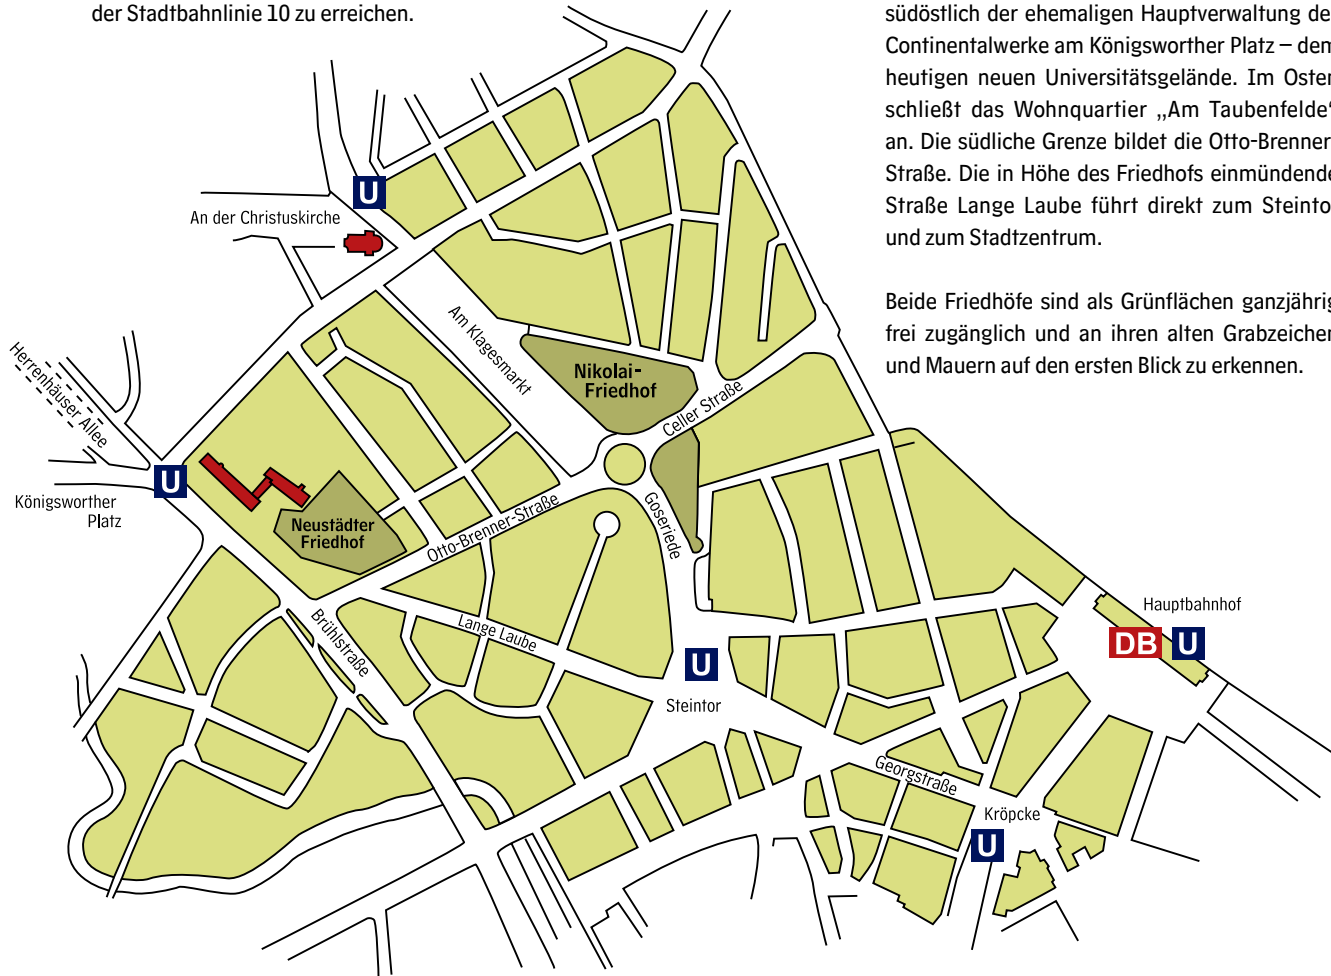 der Stadtbahnlinie 10 zu erreichen.
südöstlich der ehemaligen Hauptverwaltung de
Continentalwerke am Königsworther Platz – dem
heutigen neuen Universitätsgelände. Im Osten
schließt das Wohnquartier „Am Taubenfelde“
an. Die südliche Grenze bildet die Otto-Brenner-
Straße. Die in Höhe des Friedhofs einmündende
Straße Lange Laube führt direkt zum Steintor
und zum Stadtzentrum.
Beide Friedhöfe sind als Grünflächen ganzjährig
frei zugänglich und an ihren alten Grabzeichen
und Mauern auf den ersten Blick zu erkennen.
U
An der Christuskirche
Am Klagesmarkt
Herrenhäuser Allee
Nikolai-
Friedhof
Celler Straße
U
Königsworther
Platz
Neustädter
Friedhof
Otto-Brenner-Straße
Goseriede
Brühlstraße
Lange Laube
Hauptbahnhof
DB U
U
Steintor
Georgstraße
Kröpcke
U